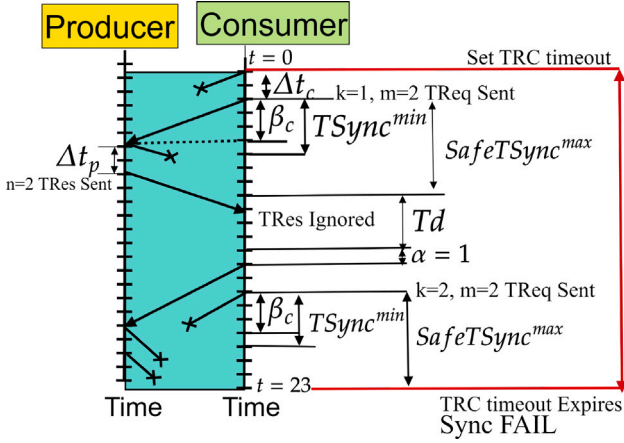 Producer
Consumer
t = 0
Set TRC timeout
Δt_c
k=1, m=2 TReq Sent
β_c
TSync^min
SafeTSync^max
Δt_p
n=2 TRes Sent
TRes Ignored
Td
α = 1
k=2, m=2 TReq Sent
β_c
TSync^min
SafeTSync^max
t = 23
Time
Time
TRC timeout Expires
Sync FAIL